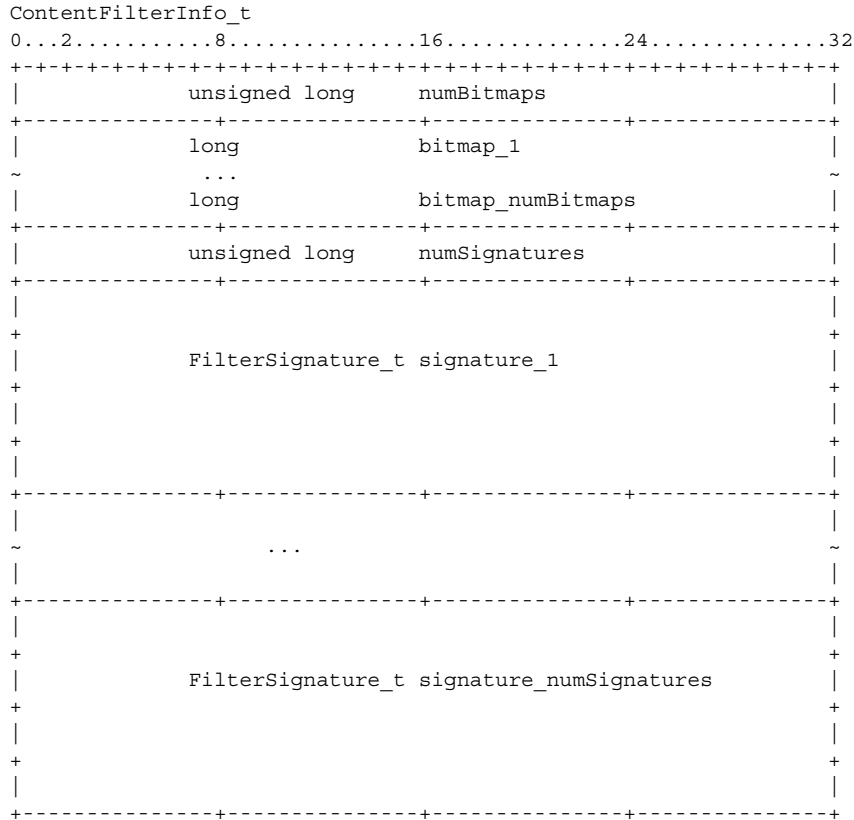 ContentFilterInfo_t
0...2...........8...............16..............24..............32
+-+-+-+-+-+-+-+-+-+-+-+-+-+-+-+-+-+-+-+-+-+-+-+-+-+-+-+-+-+-+-+-+
|             unsigned long     numBitmaps                      |
+---------------+---------------+---------------+---------------+
|             long              bitmap_1                        |
~              ...                                              ~
|             long              bitmap_numBitmaps               |
+---------------+---------------+---------------+---------------+
|             unsigned long     numSignatures                   |
+---------------+---------------+---------------+---------------+
|                                                               |
+                                                               +
|             FilterSignature_t signature_1                     |
+                                                               +
|                                                               |
+                                                               +
|                                                               |
+---------------+---------------+---------------+---------------+
|                                                               |
~                   ...                                         ~
|                                                               |
+---------------+---------------+---------------+---------------+
|                                                               |
+                                                               +
|             FilterSignature_t signature_numSignatures         |
+                                                               +
|                                                               |
+                                                               +
|                                                               |
+---------------+---------------+---------------+---------------+